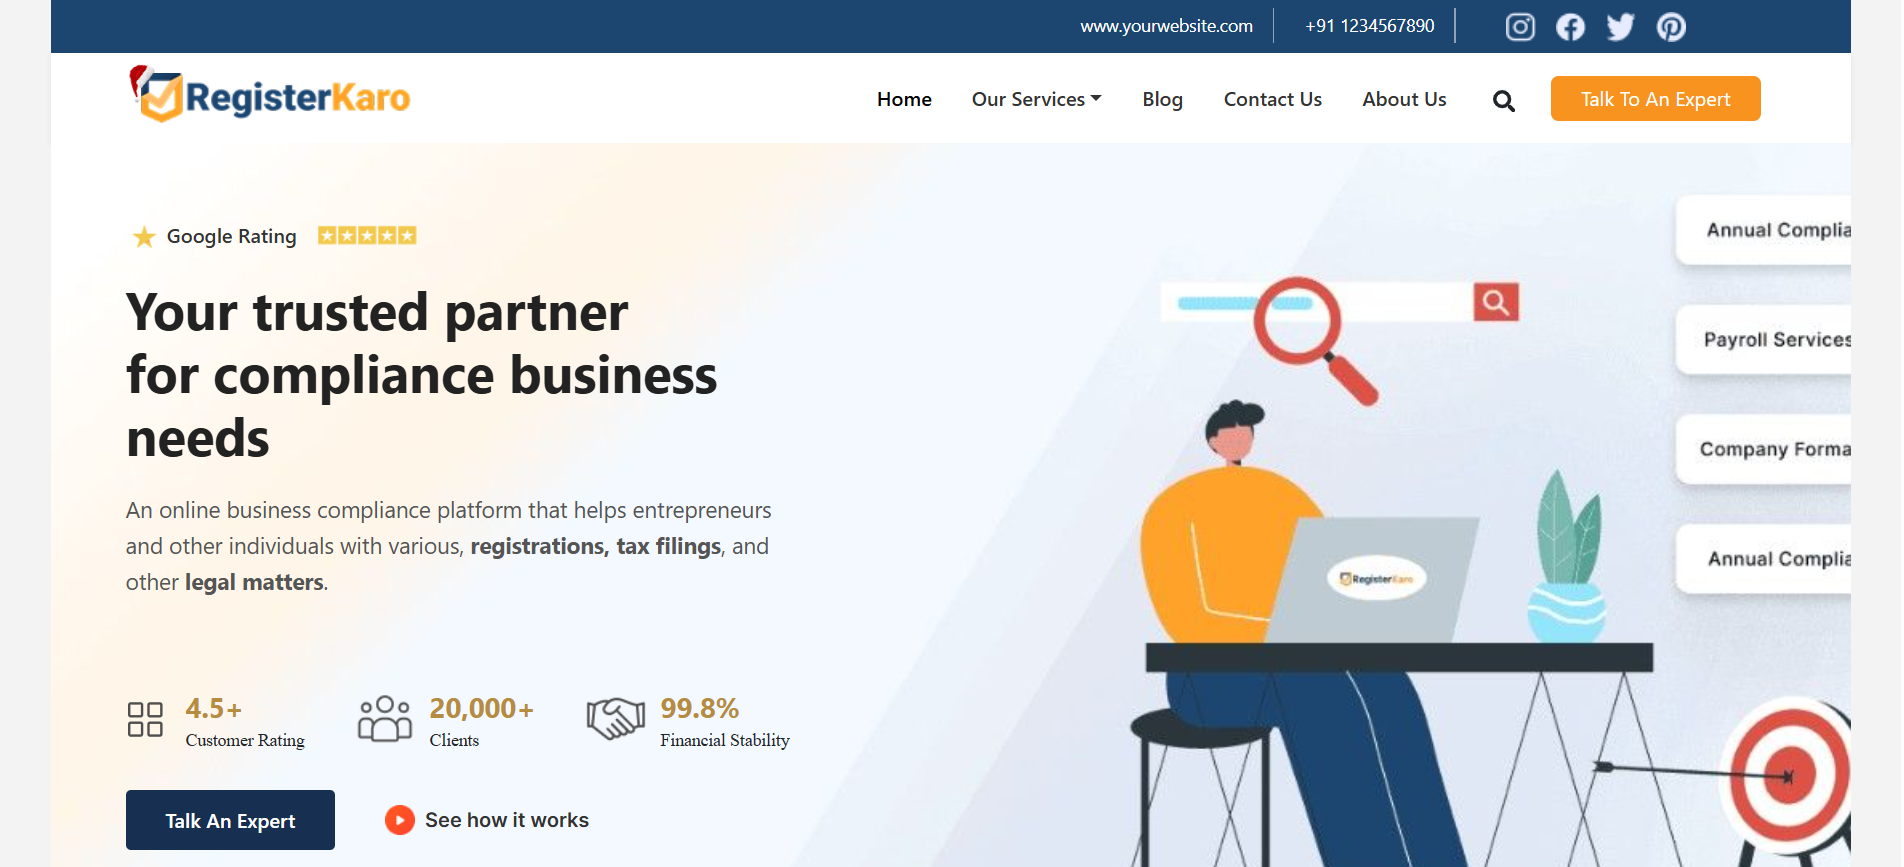 www.yourwebsite.com
+91 1234567890
RegisterKaro
Home
Our Services
Blog
Contact Us
About Us
Talk To An Expert
Google Rating
Your trusted partner
for compliance business
needs
An online business compliance platform that helps entrepreneurs
and other individuals with various, registrations, tax filings, and
other legal matters.
4.5+
Customer Rating
20,000+
Clients
99.8%
Financial Stability
Talk An Expert
See how it works
Annual Complia
Payroll Services
Company Forma
Annual Complia
RegisterKaro